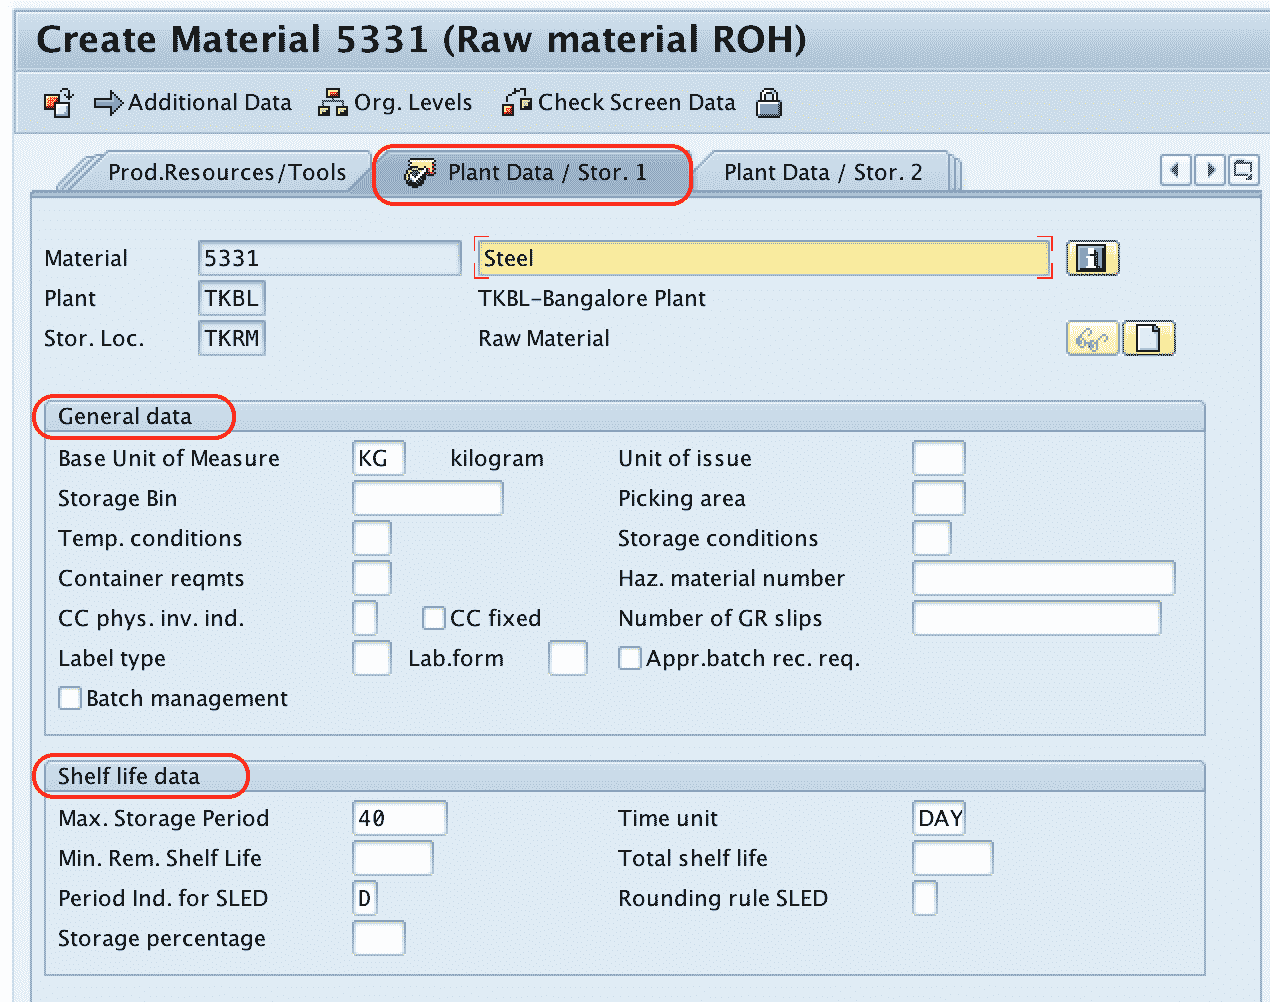 Create Material 5331 (Raw material ROH)
Additional Data Org. Levels Check Screen Data
Prod.Resources/Tools Plant Data / Stor. 1 Plant Data / Stor. 2
Material 5331 Steel
Plant TKBL TKBL-Bangalore Plant
Stor. Loc. TKRM Raw Material
General data
Base Unit of Measure KG kilogram Unit of issue
Storage Bin Picking area
Temp. conditions Storage conditions
Container reqmts Haz. material number
CC phys. inv. ind. CC fixed Number of GR slips
Label type Lab.form Appr.batch rec. req.
Batch management
Shelf life data
Max. Storage Period 40 Time unit DAY
Min. Rem. Shelf Life Total shelf life
Period Ind. for SLED D Rounding rule SLED
Storage percentage